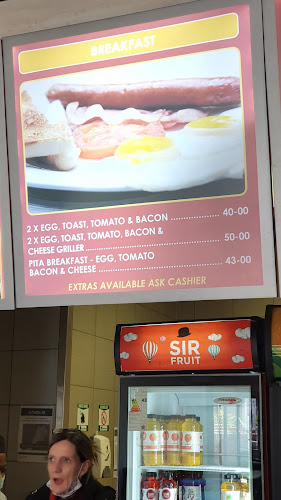 BREAKFAST
2 X EGG, TOAST, TOMATO & BACON .................. 40-00
2 X EGG, TOAST, TOMATO, BACON &
CHEESE GRILLER .................. 50-00
PITA BREAKFAST - EGG, TOMATO
BACON & CHEESE .................. 43-00
EXTRAS AVAILABLE ASK CASHIER
SIR
FRUIT